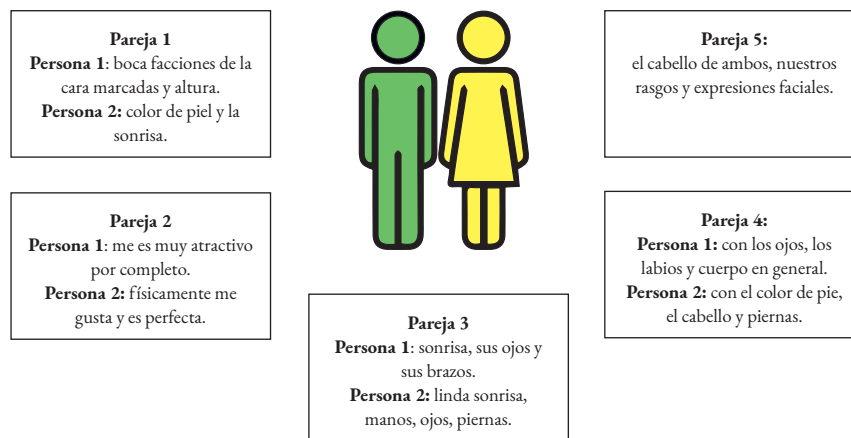 Pareja 1
Persona 1: boca facciones de la
cara marcadas y altura.
Persona 2: color de piel y la
sonrisa.
Pareja 2
Persona 1: me es muy atractivo
por completo.
Persona 2: físicamente me
gusta y es perfecta.
Pareja 3
Persona 1: sonrisa, sus ojos y
sus brazos.
Persona 2: linda sonrisa,
manos, ojos, piernas.
Pareja 5:
el cabello de ambos, nuestros
rasgos y expresiones faciales.
Pareja 4:
Persona 1: con los ojos, los
labios y cuerpo en general.
Persona 2: con el color de pie,
el cabello y piernas.